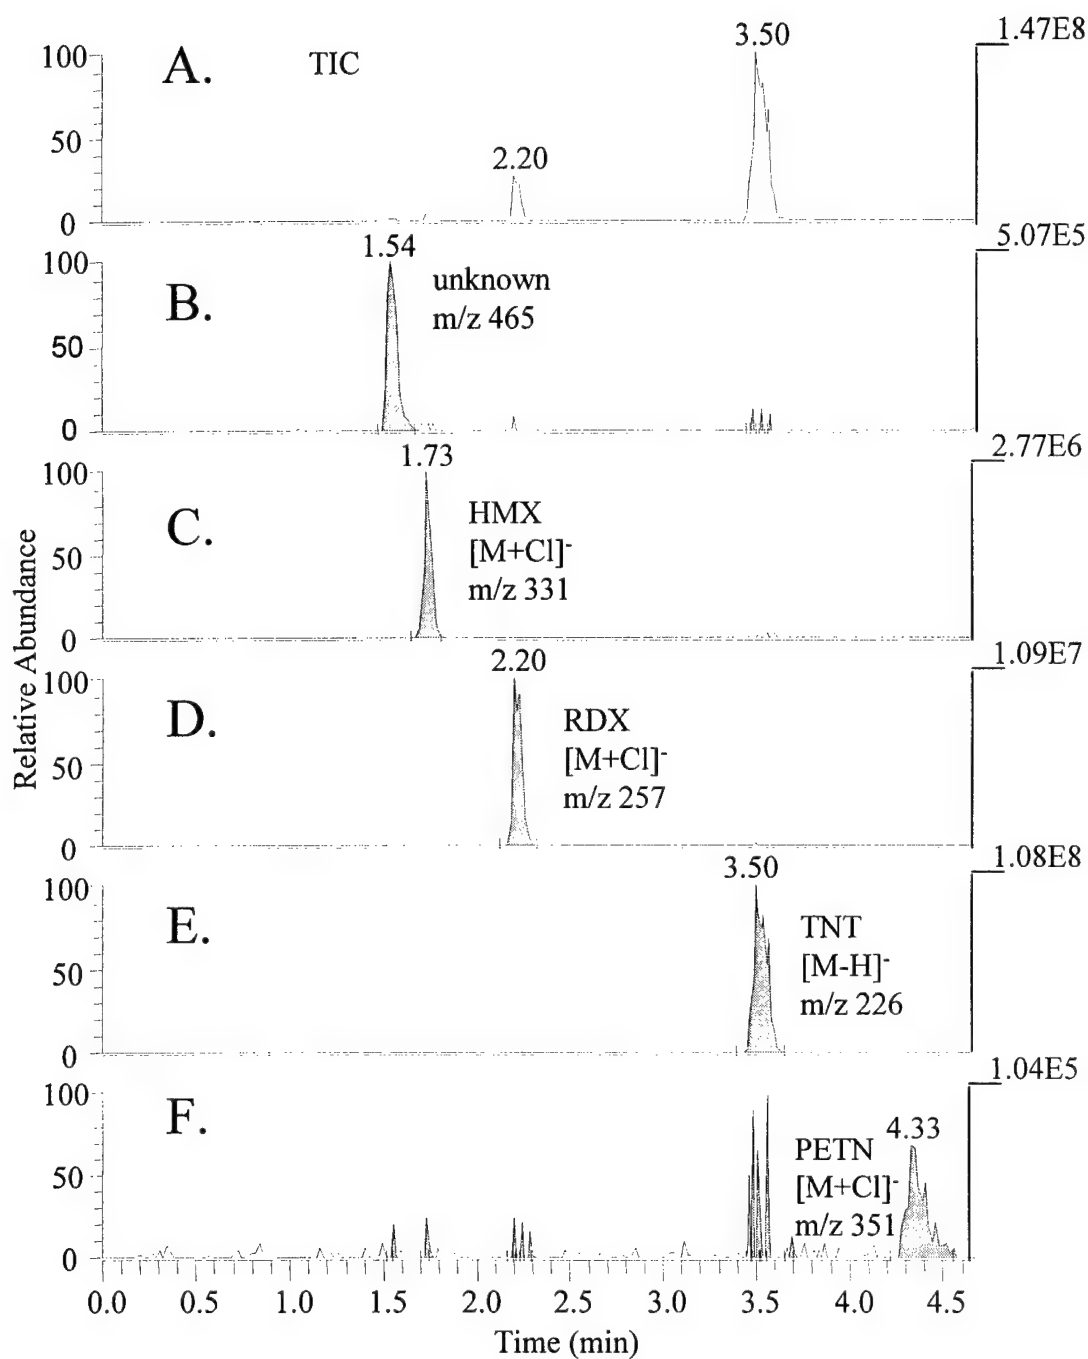 3.50
1.47E8
100
A.
TIC
50
2.20
0
5.07E5
1.54
100
unknown
B.
m/z 465
50
0
2.77E6
1.73
100
HMX
C.
[M+Cl]-
50
m/z 331
0
1.09E7
2.20
100
RDX
D.
[M+Cl]-
50
m/z 257
0
1.08E8
3.50
100
E.
TNT
[M-H]-
50
m/z 226
0
1.04E5
100
F.
4.33
PETN
50
[M+Cl]-
m/z 351
0
Relative Abundance
0.0 0.5 1.0 1.5 2.0 2.5 3.0 3.5 4.0 4.5
Time (min)